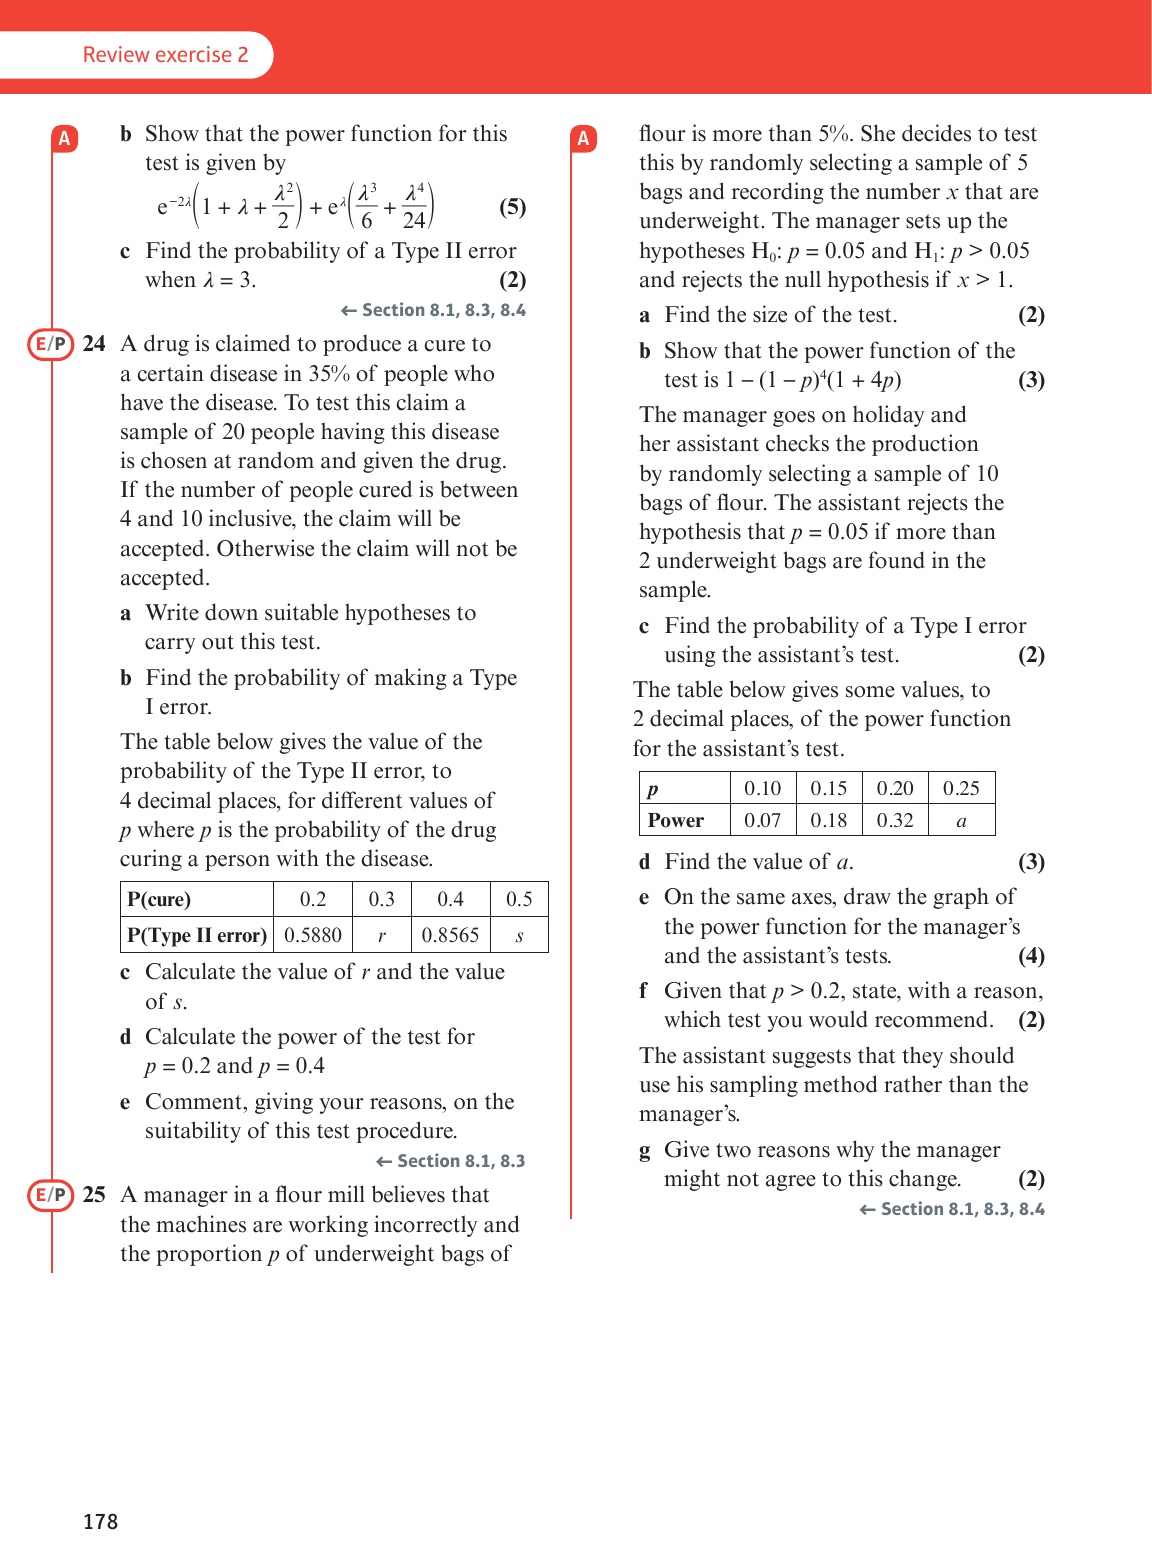 Review exercise 2
A
b Show that the power function for this
test is given by
e⁻²λ(1 + λ + λ²/2) + eλ(λ³/6 + λ⁴/24) (5)
c Find the probability of a Type II error
when λ = 3. (2)
← Section 8.1, 8.3, 8.4
E/P 24 A drug is claimed to produce a cure to
a certain disease in 35% of people who
have the disease. To test this claim a
sample of 20 people having this disease
is chosen at random and given the drug.
If the number of people cured is between
4 and 10 inclusive, the claim will be
accepted. Otherwise the claim will not be
accepted.
a Write down suitable hypotheses to
carry out this test.
b Find the probability of making a Type
I error.
The table below gives the value of the
probability of the Type II error, to
4 decimal places, for different values of
p where p is the probability of the drug
curing a person with the disease.
P(cure) 0.2 0.3 0.4 0.5
P(Type II error) 0.5880 r 0.8565 s
c Calculate the value of r and the value
of s.
d Calculate the power of the test for
p = 0.2 and p = 0.4
e Comment, giving your reasons, on the
suitability of this test procedure.
← Section 8.1, 8.3
E/P 25 A manager in a flour mill believes that
the machines are working incorrectly and
the proportion p of underweight bags of
A
flour is more than 5%. She decides to test
this by randomly selecting a sample of 5
bags and recording the number x that are
underweight. The manager sets up the
hypotheses H₀: p = 0.05 and H₁: p > 0.05
and rejects the null hypothesis if x > 1.
a Find the size of the test. (2)
b Show that the power function of the
test is 1 – (1 – p)⁴(1 + 4p) (3)
The manager goes on holiday and
her assistant checks the production
by randomly selecting a sample of 10
bags of flour. The assistant rejects the
hypothesis that p = 0.05 if more than
2 underweight bags are found in the
sample.
c Find the probability of a Type I error
using the assistant's test. (2)
The table below gives some values, to
2 decimal places, of the power function
for the assistant's test.
p 0.10 0.15 0.20 0.25
Power 0.07 0.18 0.32 a
d Find the value of a. (3)
e On the same axes, draw the graph of
the power function for the manager's
and the assistant's tests. (4)
f Given that p > 0.2, state, with a reason,
which test you would recommend. (2)
The assistant suggests that they should
use his sampling method rather than the
manager's.
g Give two reasons why the manager
might not agree to this change. (2)
← Section 8.1, 8.3, 8.4
178